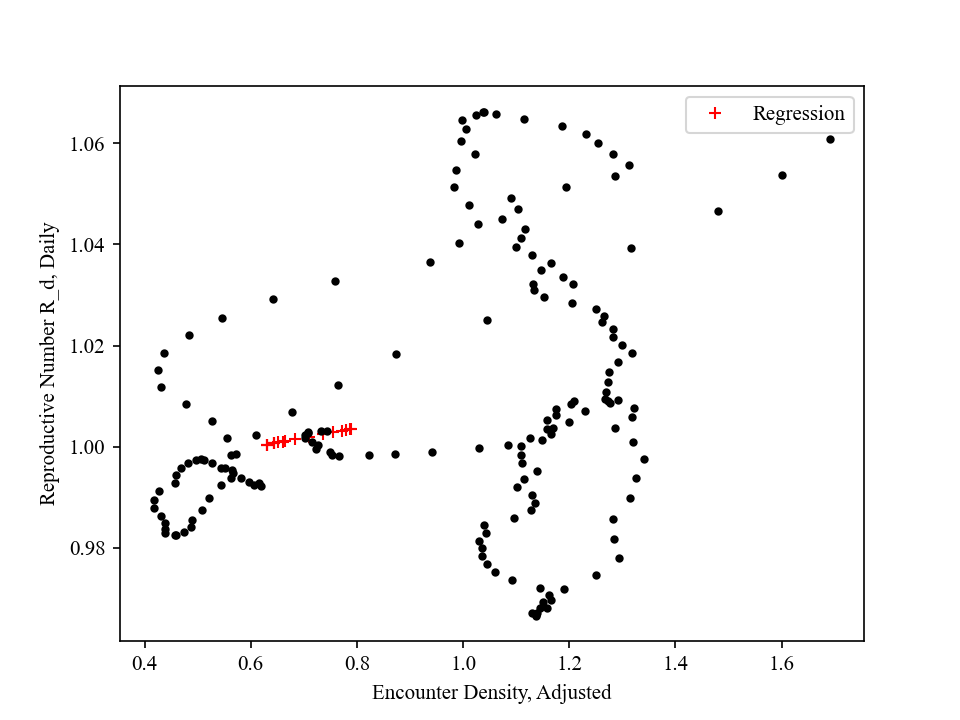 Regression
1.06
1.04
1.02
1.00
0.98
Reproductive Number R_d, Daily
0.4 0.6 0.8 1.0 1.2 1.4 1.6
Encounter Density, Adjusted